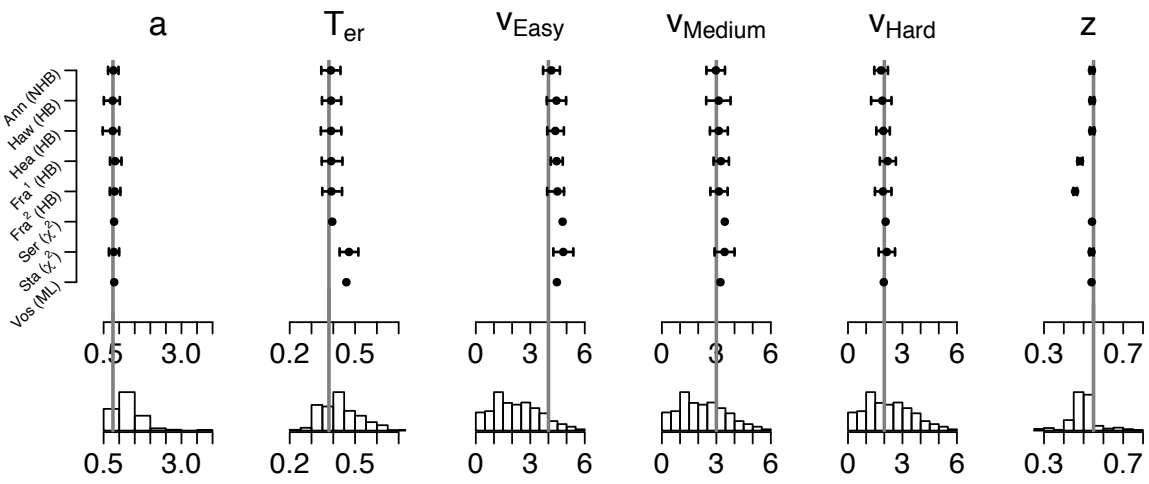 a T_er v_Easy v_Medium v_Hard z
Ann (NHB)
Haw (HB)
Hea (HB)
Fra¹ (HB)
Fra² (HB)
Ser (χ²)
Sta (χ²)
Vos (ML)
0.5 3.0 0.2 0.5 0 3 6 0 3 6 0 3 6 0.3 0.7
0.5 3.0 0.2 0.5 0 3 6 0 3 6 0 3 6 0.3 0.7